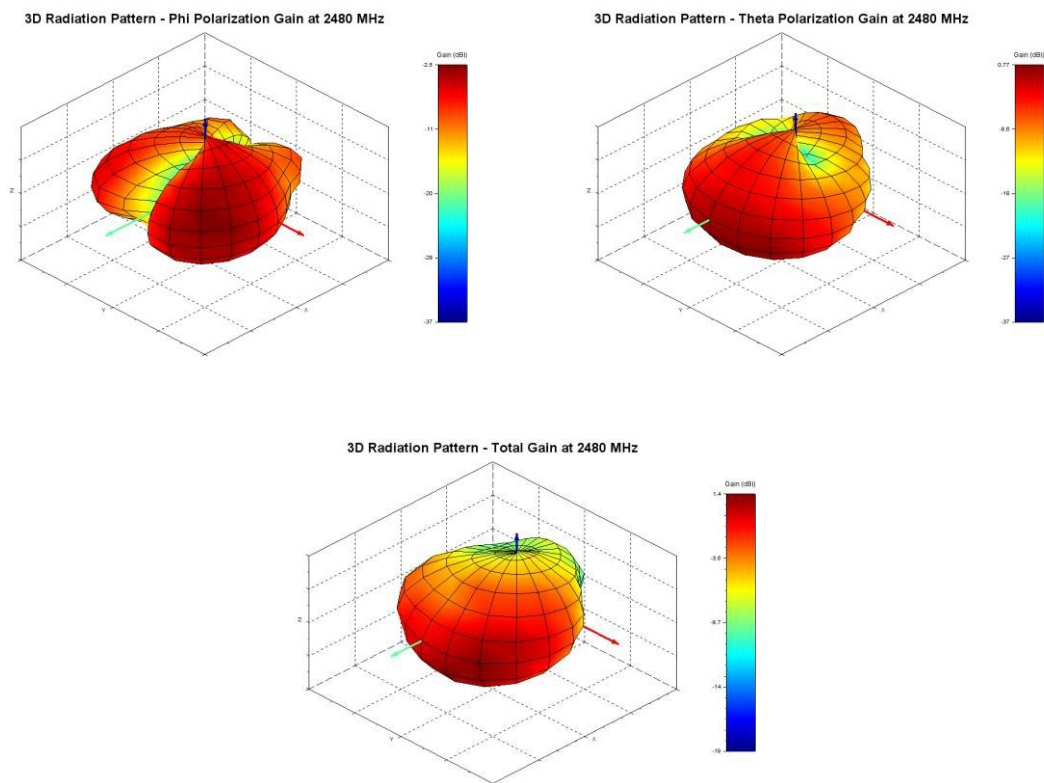 3D Radiation Pattern - Phi Polarization Gain at 2480 MHz
Gain (dBi)
-2.8
-11
-20
-28
-37
Z
Y
X
3D Radiation Pattern - Theta Polarization Gain at 2480 MHz
Gain (dBi)
0.77
-8.6
-18
-27
-37
Z
Y
X
3D Radiation Pattern - Total Gain at 2480 MHz
Gain (dBi)
1.4
-3.6
-8.7
-14
-19
Z
Y
X